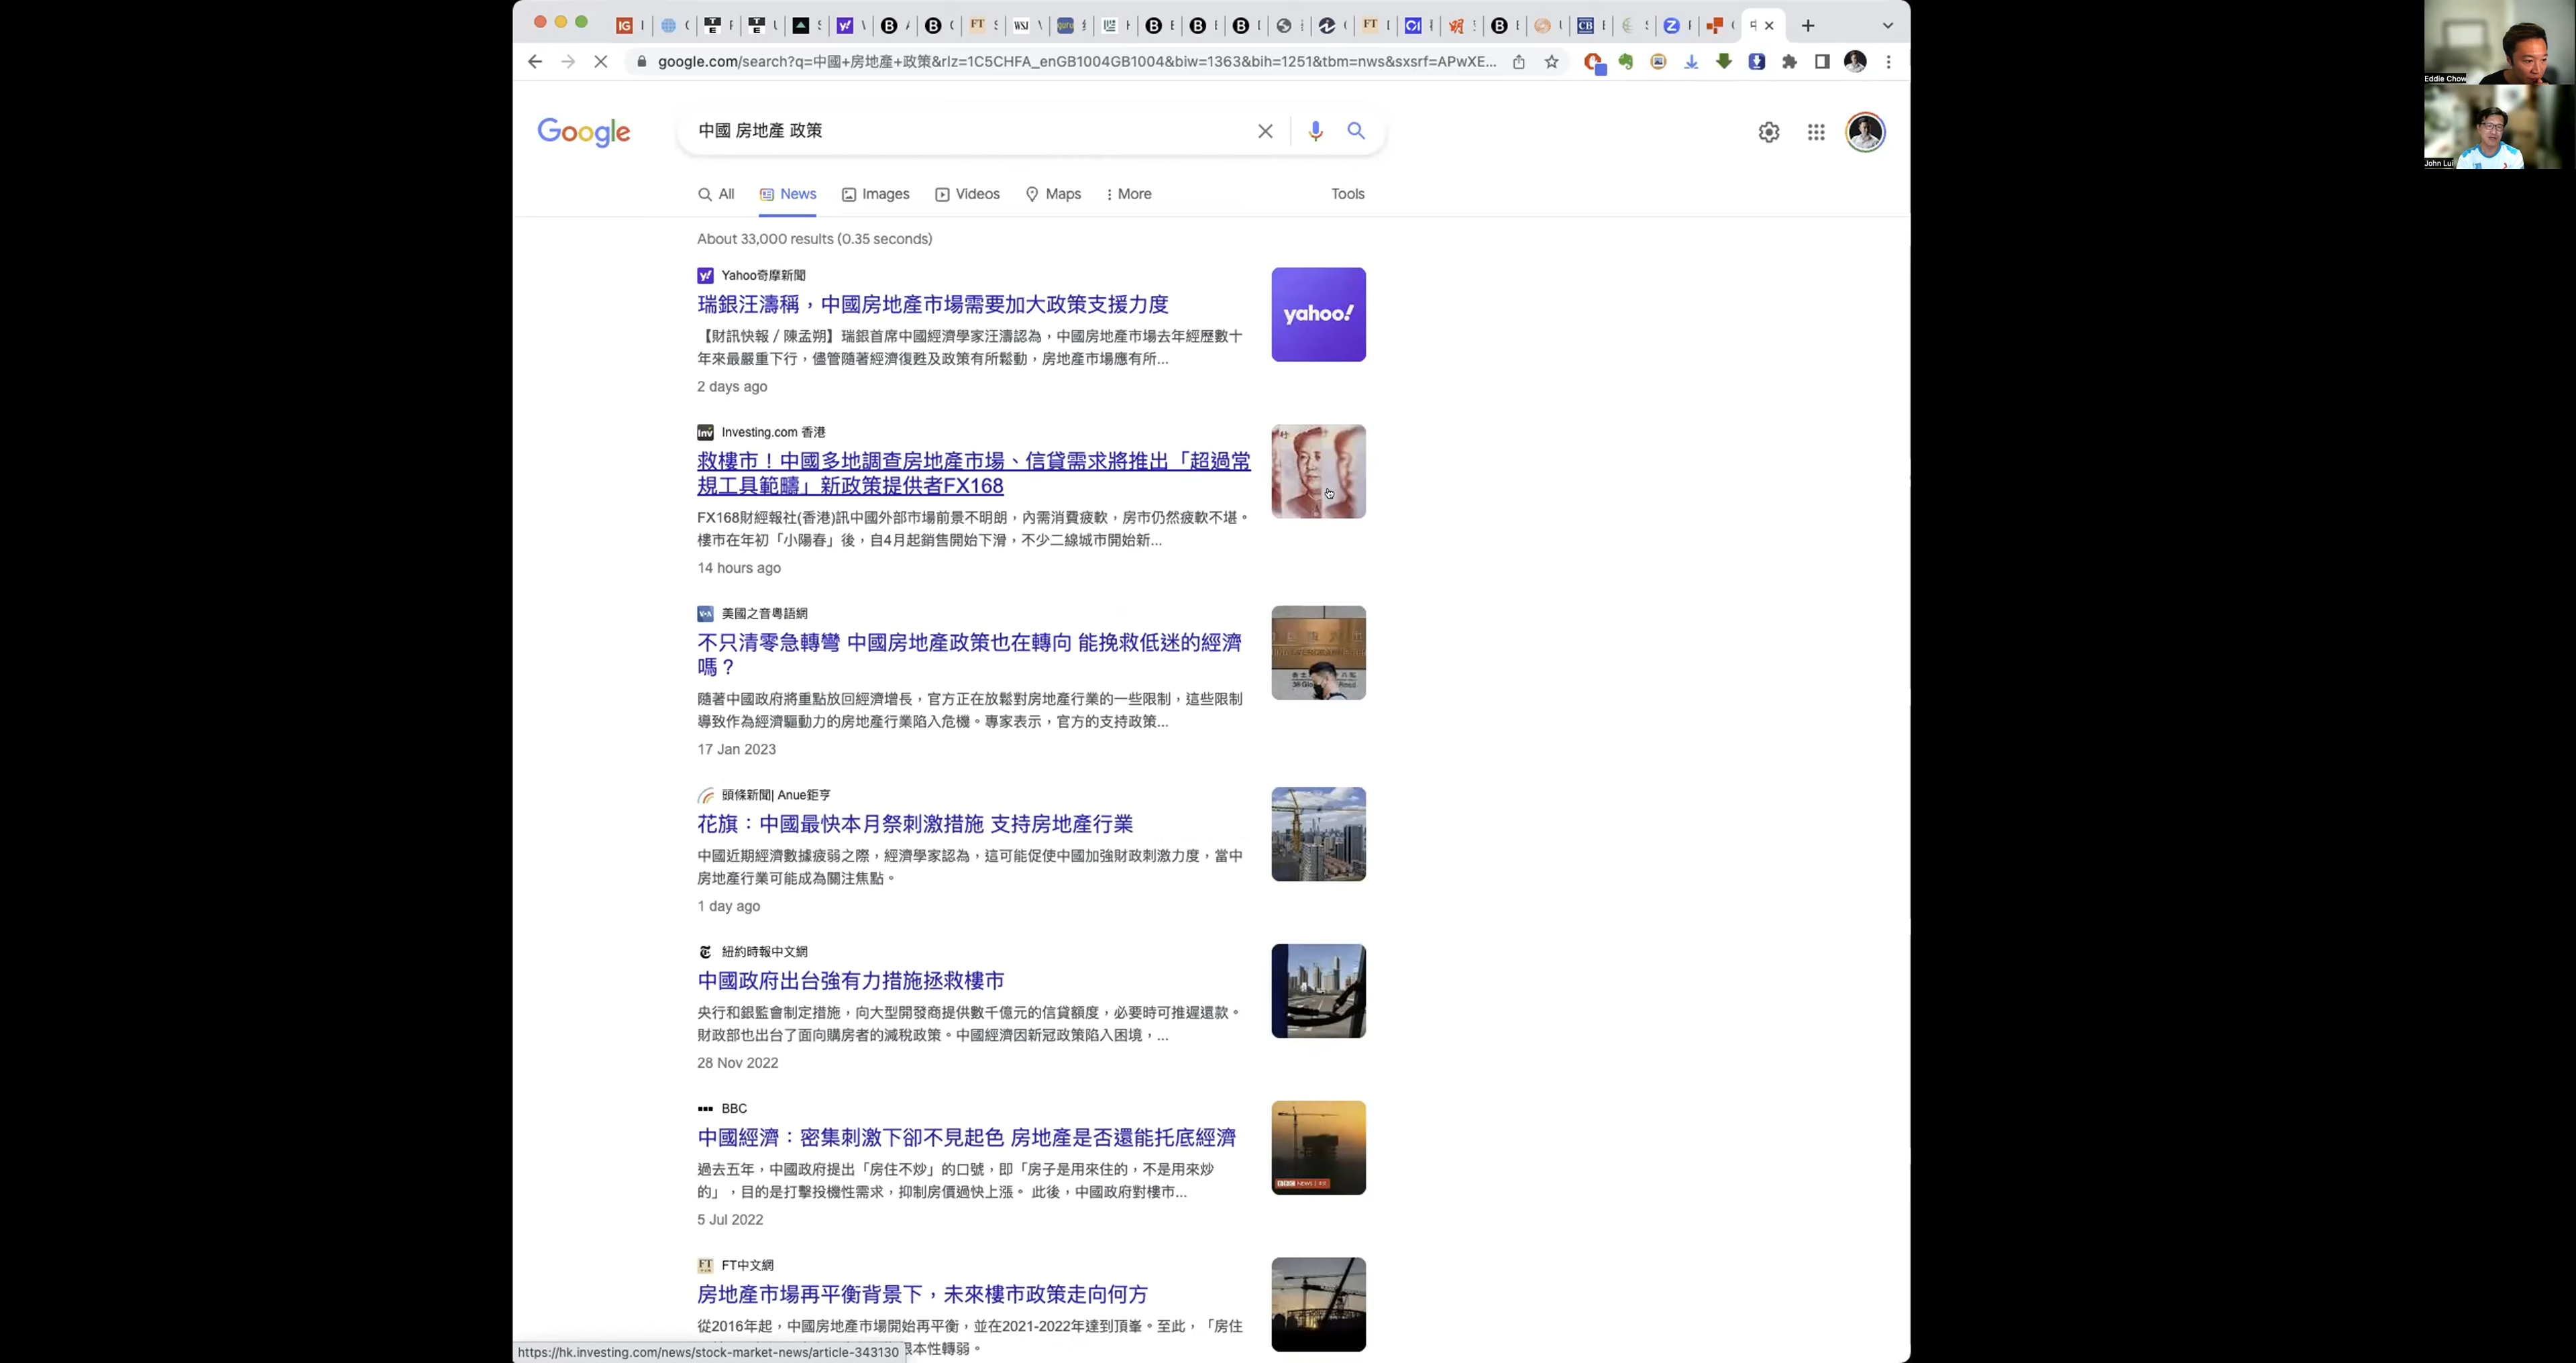 google.com/search?q=中國+房地產+政策&rlz=1C5CHFA_enGB1004GB1004&biw=1363&bih=1251&tbm=nws&sxsrf=APwXE...
Eddie Chow
John Lui
Google
中國 房地產 政策
All
News
Images
Videos
Maps
More
Tools
About 33,000 results (0.35 seconds)
Yahoo奇摩新聞
瑞銀汪濤稱，中國房地產市場需要加大政策支援力度
yahoo!
【財訊快報／陳孟朔】瑞銀首席中國經濟學家汪濤認為，中國房地產市場去年經歷數十
年來最嚴重下行，儘管隨著經濟復甦及政策有所鬆動，房地產市場應有所...
2 days ago
Investing.com 香港
救樓市！中國多地調查房地產市場、信貸需求將推出「超過常
規工具範疇」新政策提供者FX168
FX168財經報社(香港)訊中國外部市場前景不明朗，內需消費疲軟，房市仍然疲軟不堪。
樓市在年初「小陽春」後，自4月起銷售開始下滑，不少二線城市開始新...
14 hours ago
美國之音粵語網
不只清零急轉彎 中國房地產政策也在轉向 能挽救低迷的經濟
嗎？
隨著中國政府將重點放回經濟增長，官方正在放鬆對房地產行業的一些限制，這些限制
導致作為經濟驅動力的房地產行業陷入危機。專家表示，官方的支持政策...
17 Jan 2023
頭條新聞| Anue鉅亨
花旗：中國最快本月祭刺激措施 支持房地產行業
中國近期經濟數據疲弱之際，經濟學家認為，這可能促使中國加強財政刺激力度，當中
房地產行業可能成為關注焦點。
1 day ago
紐約時報中文網
中國政府出台強有力措施拯救樓市
央行和銀監會制定措施，向大型開發商提供數千億元的信貸額度，必要時可推遲還款。
財政部也出台了面向購房者的減稅政策。中國經濟因新冠政策陷入困境，...
28 Nov 2022
BBC
中國經濟：密集刺激下卻不見起色 房地產是否還能托底經濟
過去五年，中國政府提出「房住不炒」的口號，即「房子是用來住的，不是用來炒
的」，目的是打擊投機性需求，抑制房價過快上漲。 此後，中國政府對樓市...
5 Jul 2022
FT中文網
房地產市場再平衡背景下，未來樓市政策走向何方
從2016年起，中國房地產市場開始再平衡，並在2021-2022年達到頂峯。至此，「房住
本性轉弱。
https://hk.investing.com/news/stock-market-news/article-343130